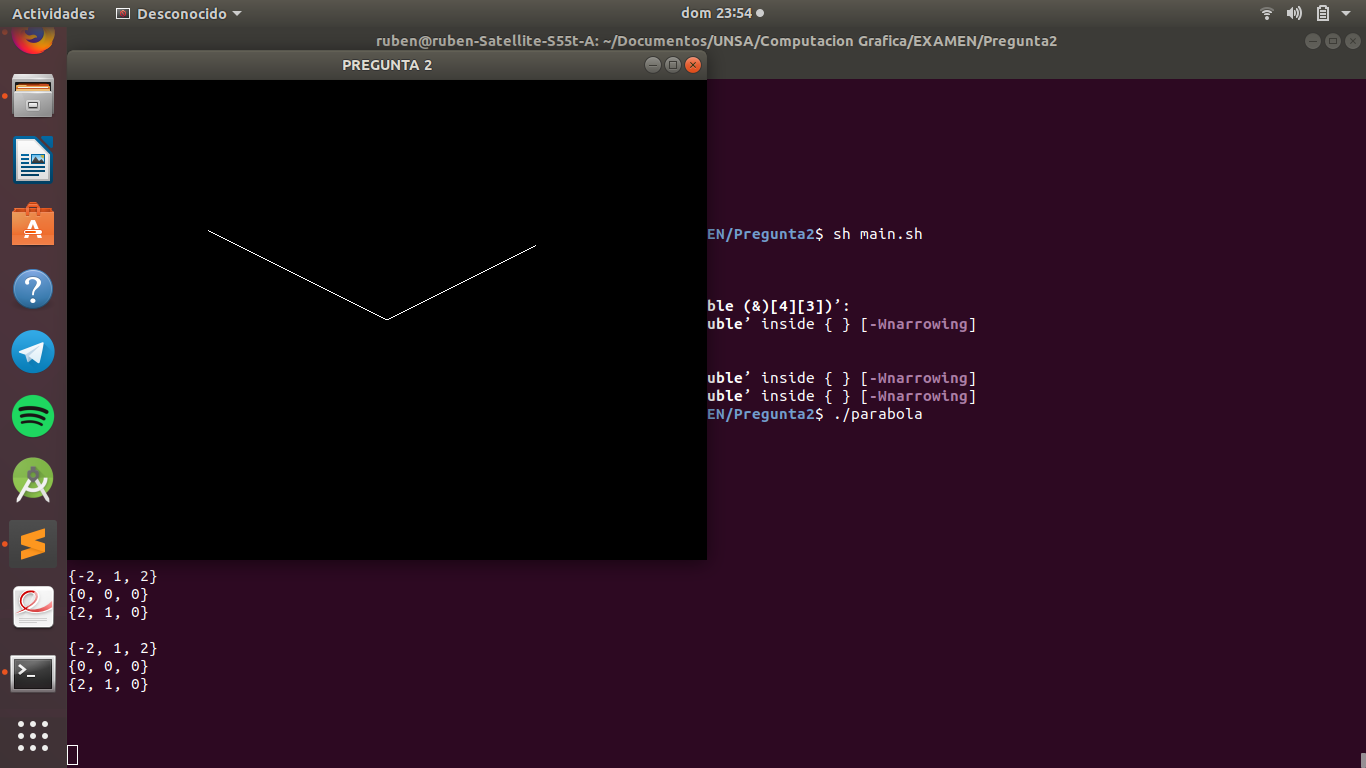 Actividades Desconocido dom 23:54
ruben@ruben-Satellite-S55t-A: ~/Documentos/UNSA/Computacion Grafica/EXAMEN/Pregunta2
PREGUNTA 2
EN/Pregunta2$ sh main.sh
ble (&)[4][3])’:
uble’ inside { } [-Wnarrowing]
uble’ inside { } [-Wnarrowing]
uble’ inside { } [-Wnarrowing]
EN/Pregunta2$ ./parabola
{-2, 1, 2}
{0, 0, 0}
{2, 1, 0}
{-2, 1, 2}
{0, 0, 0}
{2, 1, 0}